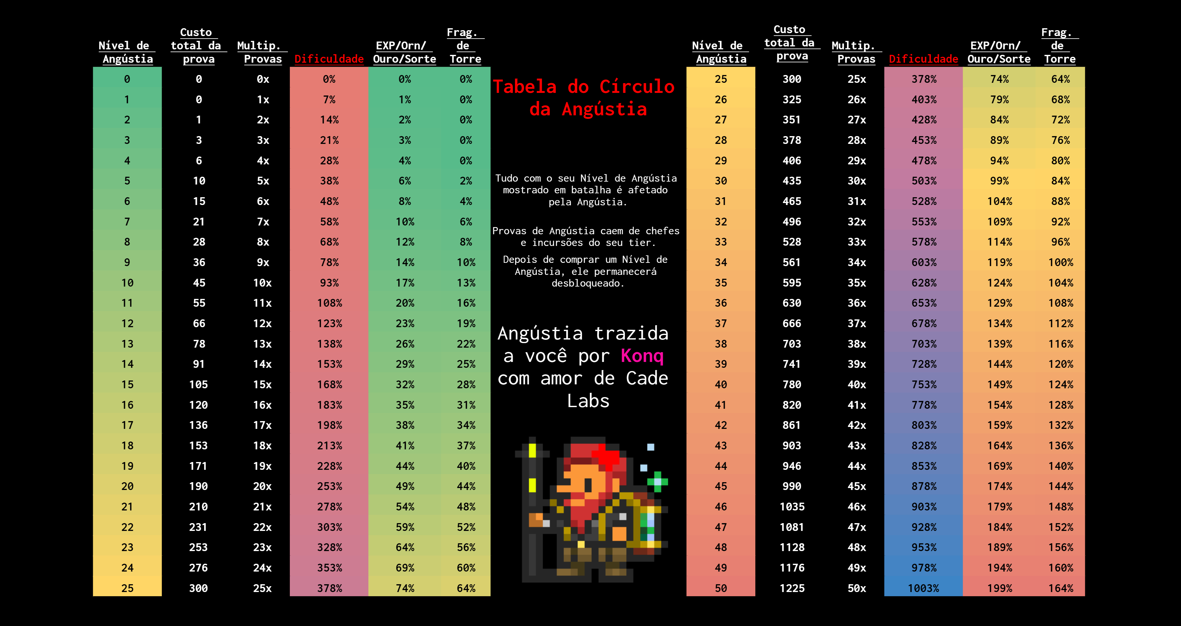 Nível de Angústia Custo total da prova Multip. Provas Dificuldade EXP/Orn/Ouro/Sorte Frag. de Torre
0 0 0x 0% 0% 0%
1 0 1x 7% 1% 0%
2 1 2x 14% 2% 0%
3 3 3x 21% 3% 0%
4 6 4x 28% 4% 0%
5 10 5x 38% 6% 2%
6 15 6x 48% 8% 4%
7 21 7x 58% 10% 6%
8 28 8x 68% 12% 8%
9 36 9x 78% 14% 10%
10 45 10x 93% 17% 13%
11 55 11x 108% 20% 16%
12 66 12x 123% 23% 19%
13 78 13x 138% 26% 22%
14 91 14x 153% 29% 25%
15 105 15x 168% 32% 28%
16 120 16x 183% 35% 31%
17 136 17x 198% 38% 34%
18 153 18x 213% 41% 37%
19 171 19x 228% 44% 40%
20 190 20x 253% 49% 44%
21 210 21x 278% 54% 48%
22 231 22x 303% 59% 52%
23 253 23x 328% 64% 56%
24 276 24x 353% 69% 60%
25 300 25x 378% 74% 64%
Tabela do Círculo
da Angústia
Tudo com o seu Nível de Angústia
mostrado em batalha é afetado
pela Angústia.
Provas de Angústia caem de chefes
e incursões do seu tier.
Depois de comprar um Nível de
Angústia, ele permanecerá
desbloqueado.
Angústia trazida
a você por Konq
com amor de Cade
Labs
Nível de Angústia Custo total da prova Multip. Provas Dificuldade EXP/Orn/Ouro/Sorte Frag. de Torre
25 300 25x 378% 74% 64%
26 325 26x 403% 79% 68%
27 351 27x 428% 84% 72%
28 378 28x 453% 89% 76%
29 406 29x 478% 94% 80%
30 435 30x 503% 99% 84%
31 465 31x 528% 104% 88%
32 496 32x 553% 109% 92%
33 528 33x 578% 114% 96%
34 561 34x 603% 119% 100%
35 595 35x 628% 124% 104%
36 630 36x 653% 129% 108%
37 666 37x 678% 134% 112%
38 703 38x 703% 139% 116%
39 741 39x 728% 144% 120%
40 780 40x 753% 149% 124%
41 820 41x 778% 154% 128%
42 861 42x 803% 159% 132%
43 903 43x 828% 164% 136%
44 946 44x 853% 169% 140%
45 990 45x 878% 174% 144%
46 1035 46x 903% 179% 148%
47 1081 47x 928% 184% 152%
48 1128 48x 953% 189% 156%
49 1176 49x 978% 194% 160%
50 1225 50x 1003% 199% 164%